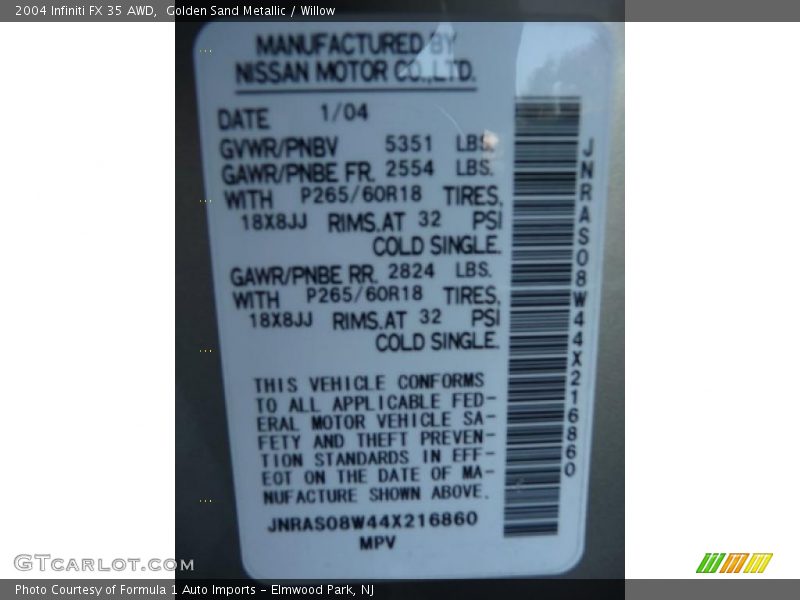 2004 Infiniti FX 35 AWD, Golden Sand Metallic / Willow
MANUFACTURED BY
NISSAN MOTOR CO.,LTD.
DATE 1/04
GVWR/PNBV 5351 LBS.
GAWR/PNBE FR. 2554 LBS.
WITH P265/60R18 TIRES,
18X8JJ RIMS.AT 32 PSI
COLD SINGLE.
GAWR/PNBE RR. 2824 LBS.
WITH P265/60R18 TIRES,
18X8JJ RIMS.AT 32 PSI
COLD SINGLE.
THIS VEHICLE CONFORMS
TO ALL APPLICABLE FED-
ERAL MOTOR VEHICLE SA-
FETY AND THEFT PREVEN-
TION STANDARDS IN EFF-
EOT ON THE DATE OF MA-
NUFACTURE SHOWN ABOVE.
JNRAS08W44X216860
MPV
JNRAS08W44X216860
GTCarLot.com
Photo Courtesy of Formula 1 Auto Imports - Elmwood Park, NJ